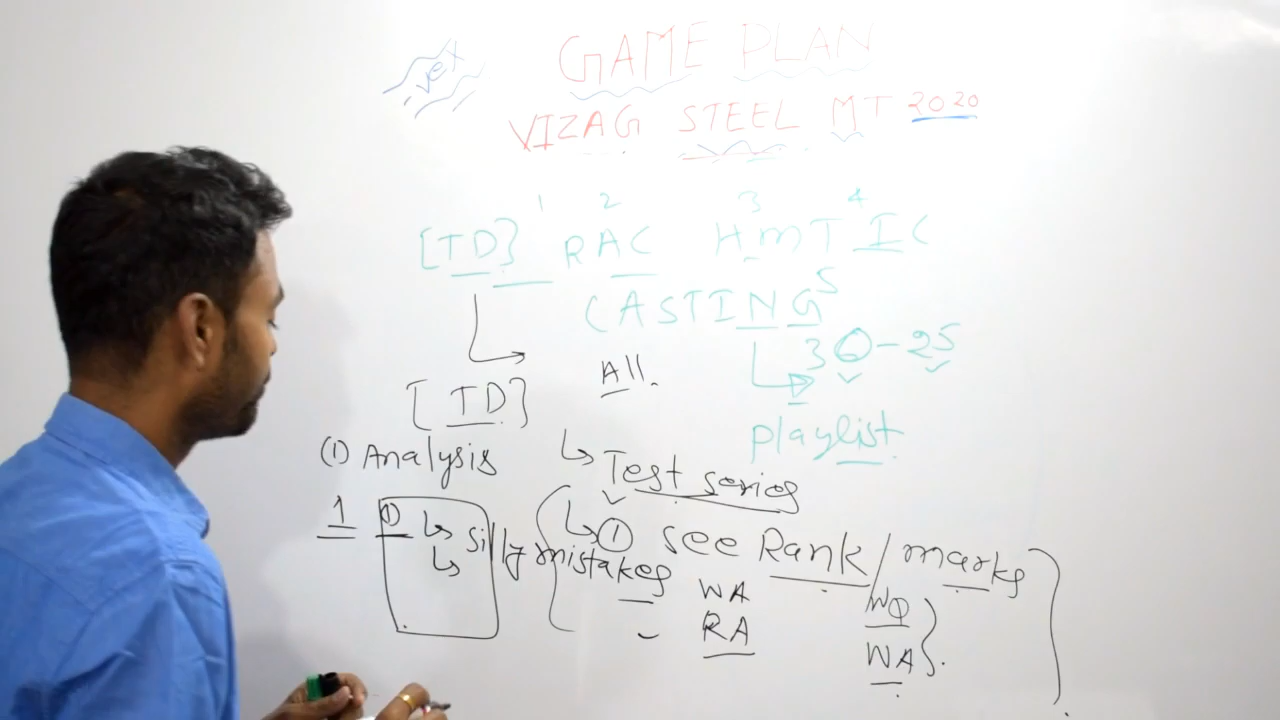 GAME PLAN
VIZAG STEEL MT 2020
1 2 3 4
[TD] RAC HMT IC
CASTING 5
30-25
All.
[TD]
playlist
(1) Analysis
Test series
1 silly mistakes
(1) see Rank/marks
WA WQ
RA WA